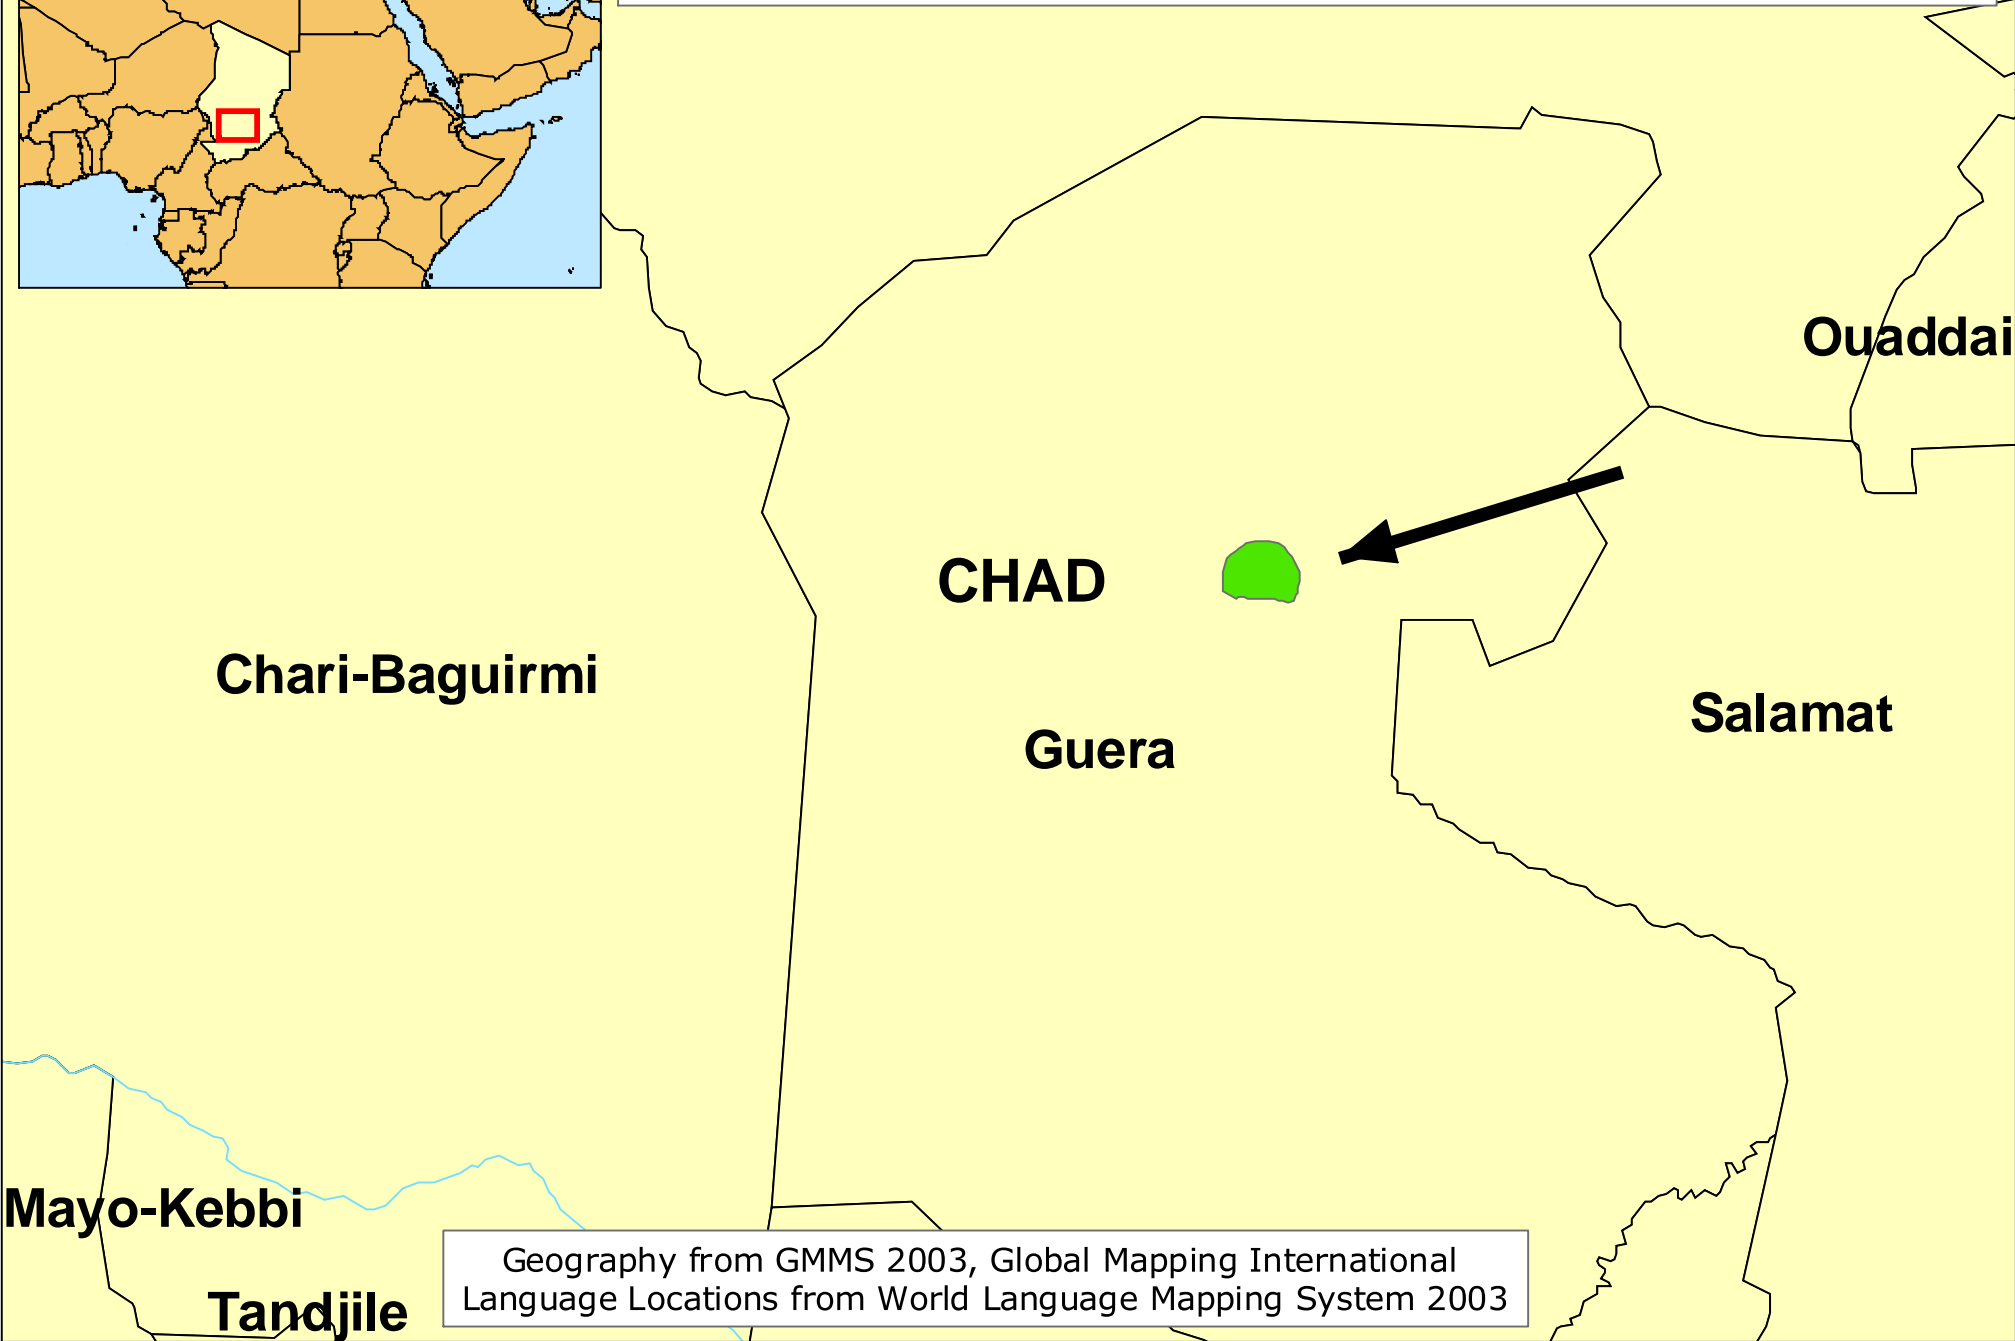 Ouaddai
CHAD
Chari-Baguirmi
Salamat
Guera
Mayo-Kebbi
Tandjile
Geography from GMMS 2003, Global Mapping International
Language Locations from World Language Mapping System 2003